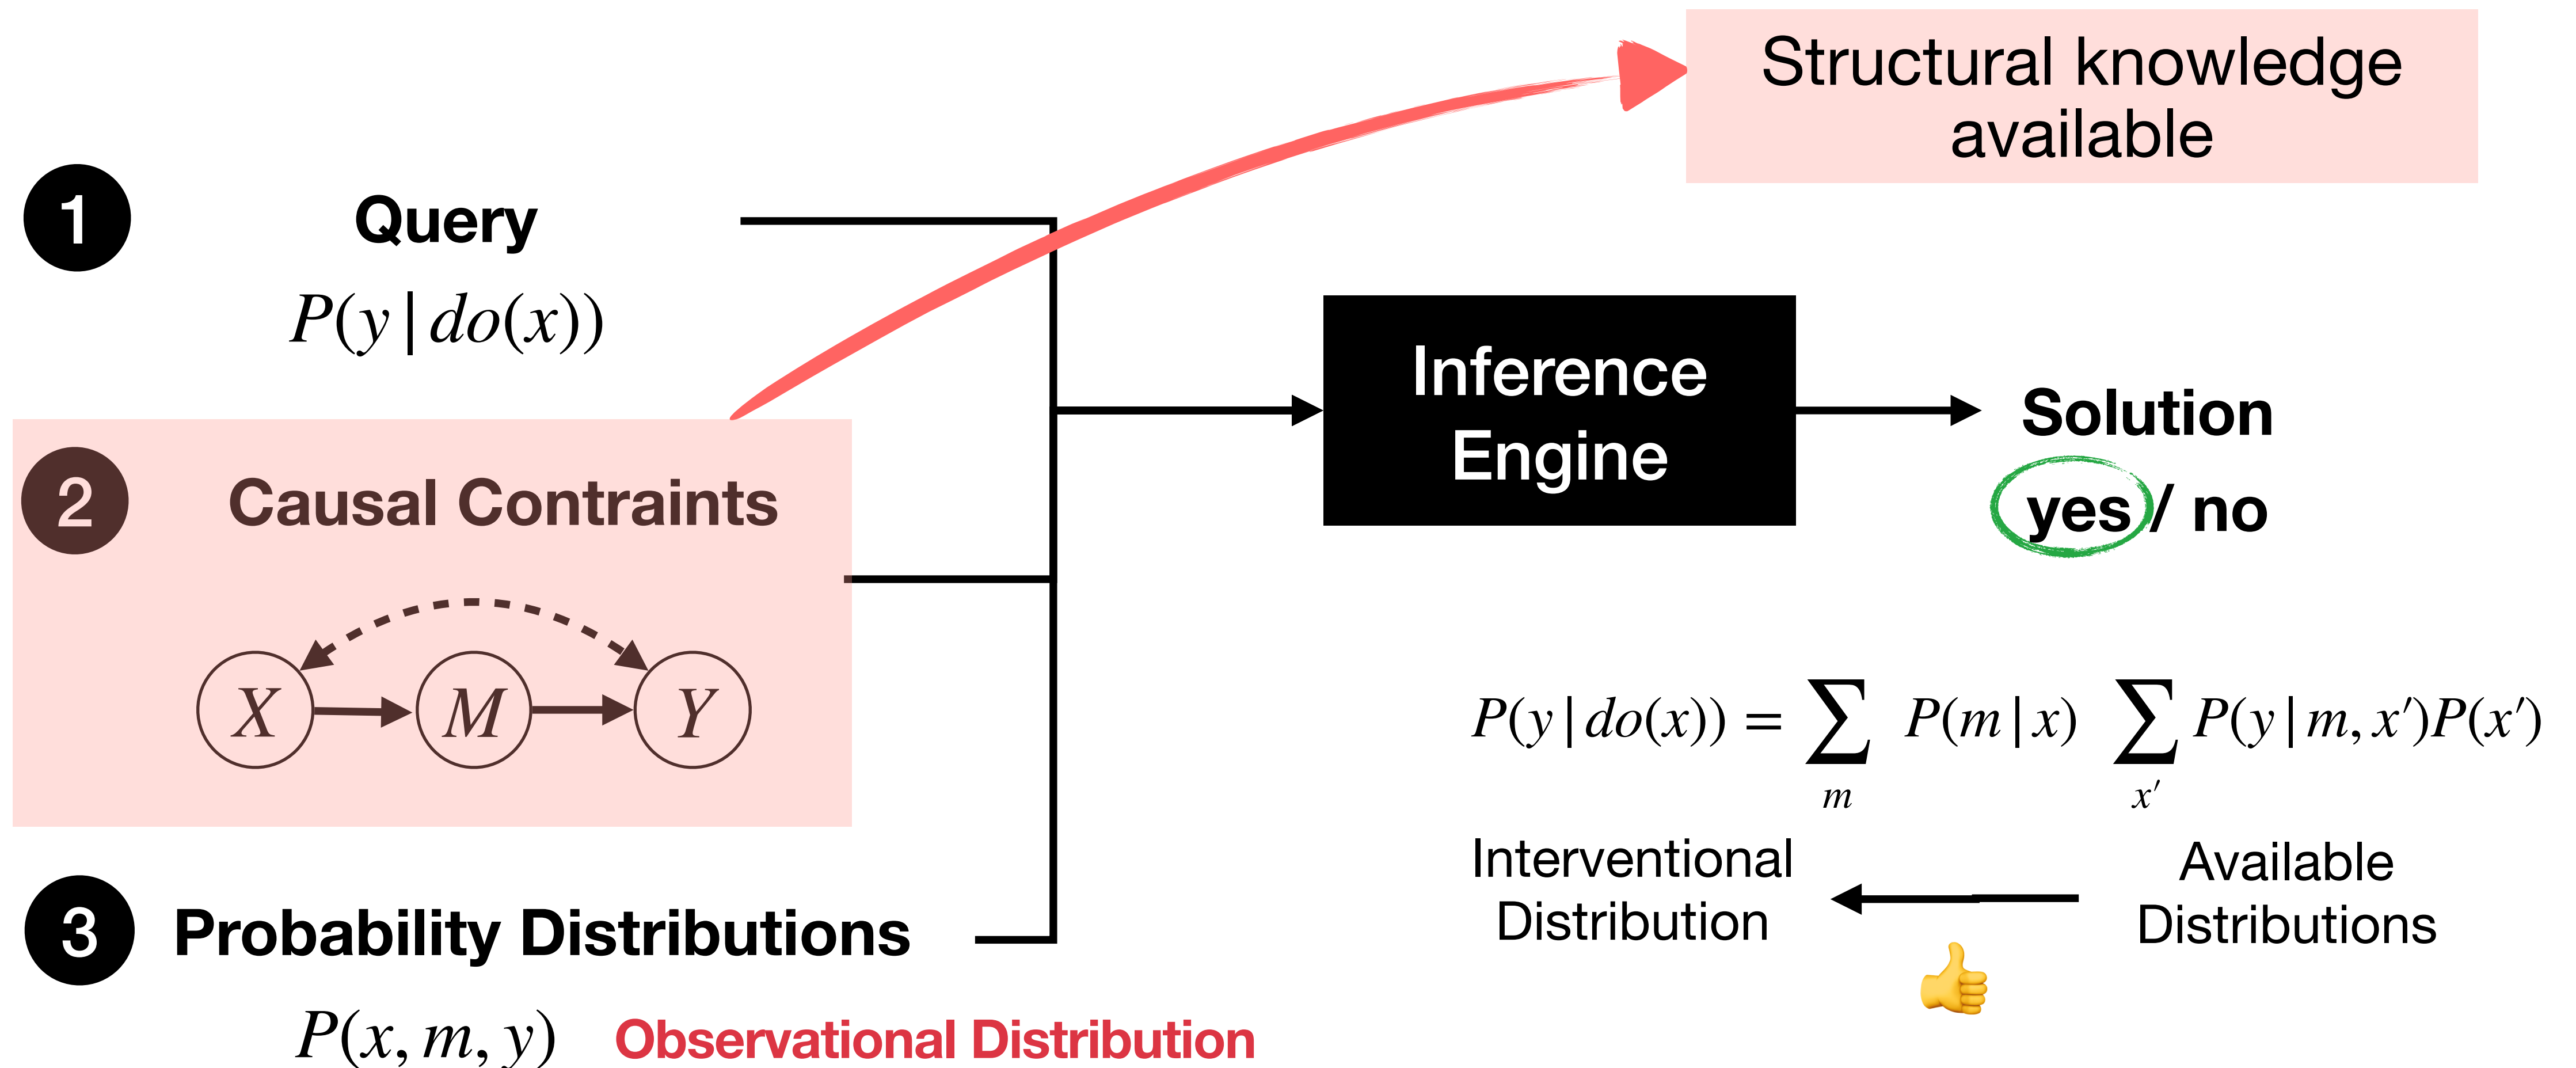 Structural knowledge
available
1 Query
P(y | do(x))
2 Causal Contraints
X M Y
3 Probability Distributions
P(x, m, y) Observational Distribution
Inference
Engine
Solution
yes / no
P(y | do(x)) = ∑ P(m | x) ∑ P(y | m, x′)P(x′)
m x′
Interventional
Distribution
Available
Distributions